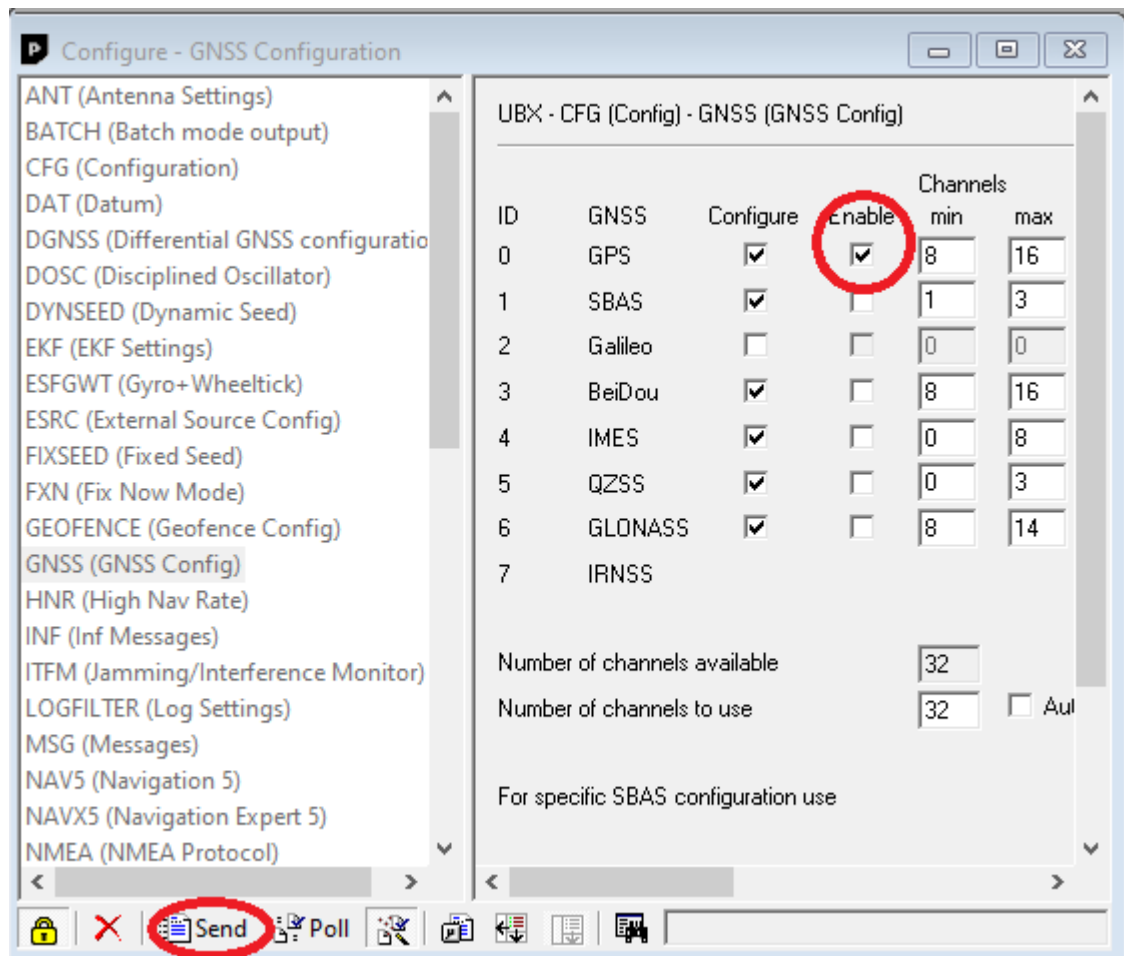 Configure - GNSS Configuration
ANT (Antenna Settings)
BATCH (Batch mode output)
CFG (Configuration)
DAT (Datum)
DGNSS (Differential GNSS configuratio
DOSC (Disciplined Oscillator)
DYNSEED (Dynamic Seed)
EKF (EKF Settings)
ESFGWT (Gyro+Wheeltick)
ESRC (External Source Config)
FIXSEED (Fixed Seed)
FXN (Fix Now Mode)
GEOFENCE (Geofence Config)
GNSS (GNSS Config)
HNR (High Nav Rate)
INF (Inf Messages)
ITFM (Jamming/Interference Monitor)
LOGFILTER (Log Settings)
MSG (Messages)
NAV5 (Navigation 5)
NAVX5 (Navigation Expert 5)
NMEA (NMEA Protocol)
UBX - CFG (Config) - GNSS (GNSS Config)
Channels
ID GNSS Configure Enable min max
0 GPS 8 16
1 SBAS 1 3
2 Galileo 0 0
3 BeiDou 8 16
4 IMES 0 8
5 QZSS 0 3
6 GLONASS 8 14
7 IRNSS
Number of channels available 32
Number of channels to use 32 Au
For specific SBAS configuration use
Send Poll